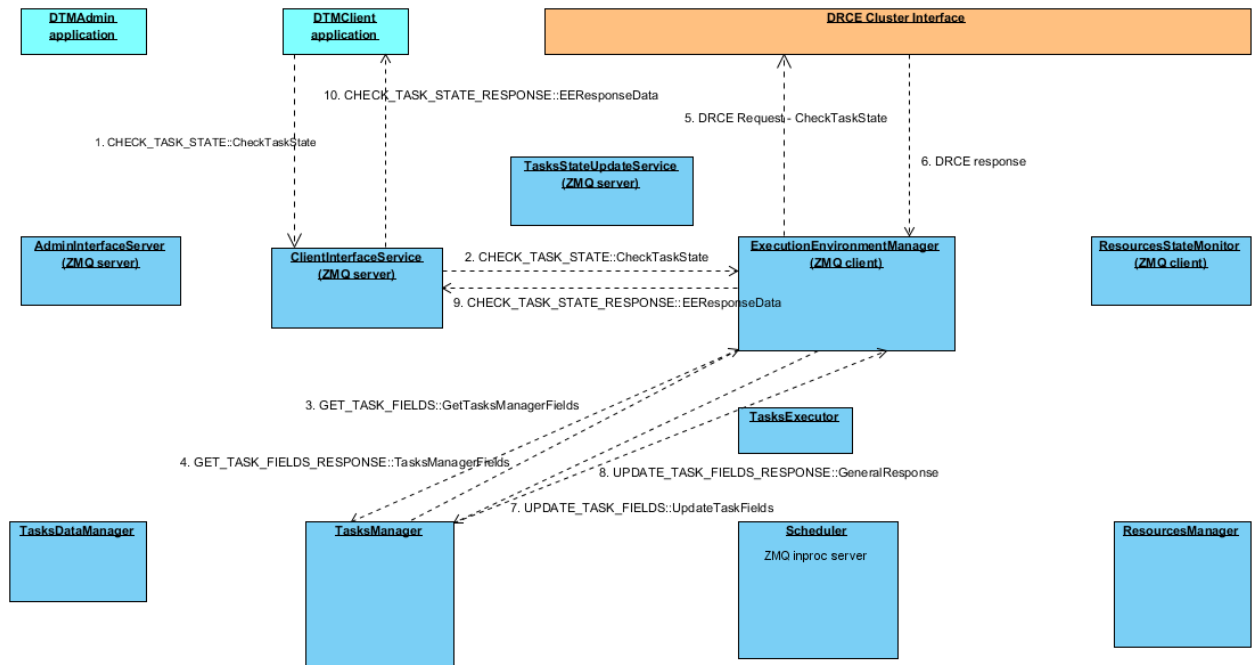 DTMAdmin
application
DTMClient
application
DRCE Cluster Interface
10. CHECK_TASK_STATE_RESPONSE::EEResponseData
5. DRCE Request - CheckTaskState
1. CHECK_TASK_STATE::CheckTaskState
6. DRCE response
TasksStateUpdateService
(ZMQ server)
AdminInterfaceServer
(ZMQ server)
ClientInterfaceService
(ZMQ server)
2. CHECK_TASK_STATE::CheckTaskState
ExecutionEnvironmentManager
(ZMQ client)
ResourcesStateMonitor
(ZMQ client)
9. CHECK_TASK_STATE_RESPONSE::EEResponseData
3. GET_TASK_FIELDS::GetTasksManagerFields
TasksExecutor
4. GET_TASK_FIELDS_RESPONSE::TasksManagerFields
8. UPDATE_TASK_FIELDS_RESPONSE::GeneralResponse
7. UPDATE_TASK_FIELDS::UpdateTaskFields
TasksDataManager
TasksManager
Scheduler
ZMQ inproc server
ResourcesManager